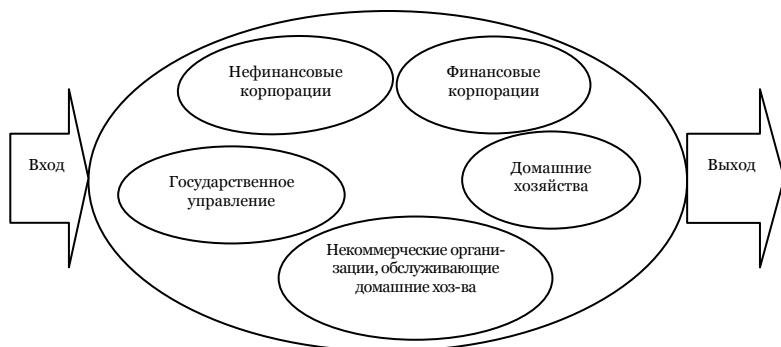 Нефинансовые
корпорации
Финансовые
корпорации
Вход
Государственное
управление
Домашние
хозяйства
Выход
Некоммерческие органи-
зации, обслуживающие
домашние хоз-ва